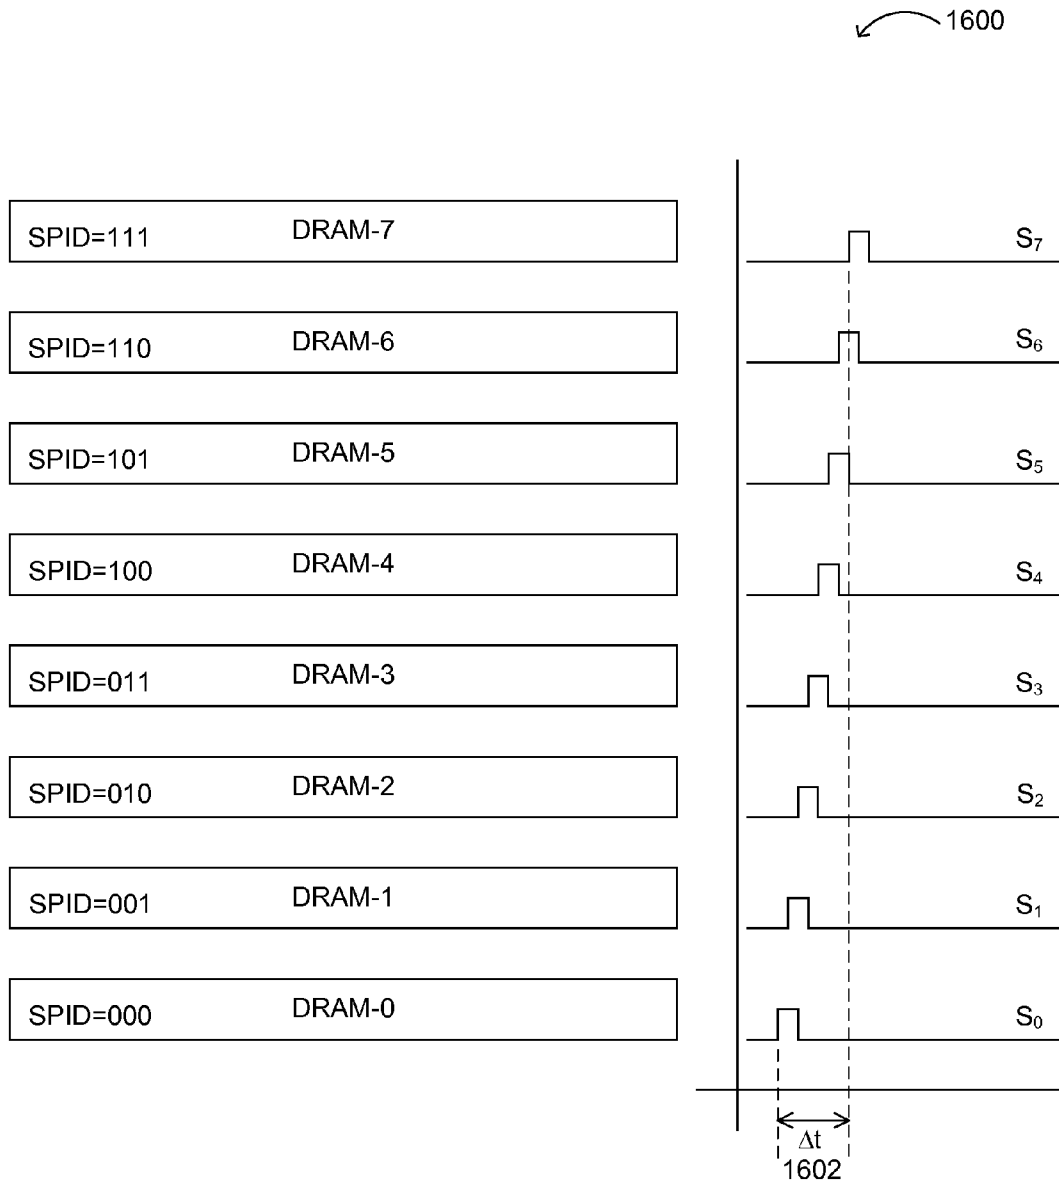 1600
SPID=111 DRAM-7 S₇
SPID=110 DRAM-6 S₆
SPID=101 DRAM-5 S₅
SPID=100 DRAM-4 S₄
SPID=011 DRAM-3 S₃
SPID=010 DRAM-2 S₂
SPID=001 DRAM-1 S₁
SPID=000 DRAM-0 S₀
Δt
1602